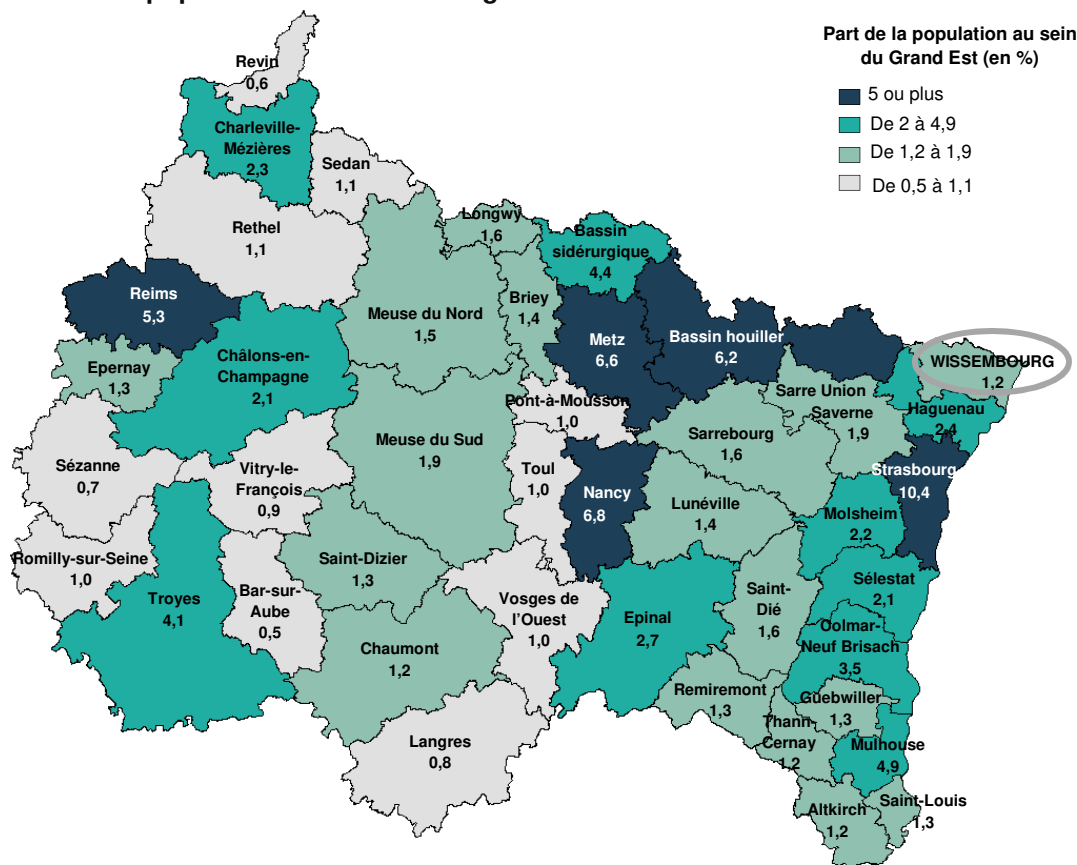 Part de la population au sein
du Grand Est (en %)
5 ou plus
De 2 à 4,9
De 1,2 à 1,9
De 0,5 à 1,1
Revin
0,6
Charleville-
Mézières
2,3
Sedan
1,1
Rethel
1,1
Longwy
1,6
Bassin
sidérurgique
4,4
Reims
5,3
Briey
1,4
Meuse du Nord
1,5
Metz
6,6
Bassin houiller
6,2
WISSEMBOURG
1,2
Epernay
1,3
Châlons-en-
Champagne
2,1
Pont-à-Mousson
1,0
Sarre Union
Saverne
1,9
Haguenau
2,4
Meuse du Sud
1,9
Sarrebourg
1,6
Sézanne
0,7
Vitry-le-
François
0,9
Toul
1,0
Nancy
6,8
Strasbourg
10,4
Lunéville
1,4
Molsheim
2,2
Romilly-sur-Seine
1,0
Saint-Dizier
1,3
Troyes
4,1
Bar-sur-
Aube
0,5
Vosges de
l'Ouest
1,0
Epinal
2,7
Saint-
Dié
1,6
Sélestat
2,1
Colmar-
Neuf Brisach
3,5
Chaumont
1,2
Remiremont
1,3
Guebwiller
1,3
Thann-
Cernay
1,2
Langres
0,8
Mulhouse
4,9
Altkirch
1,2
Saint-Louis
1,3